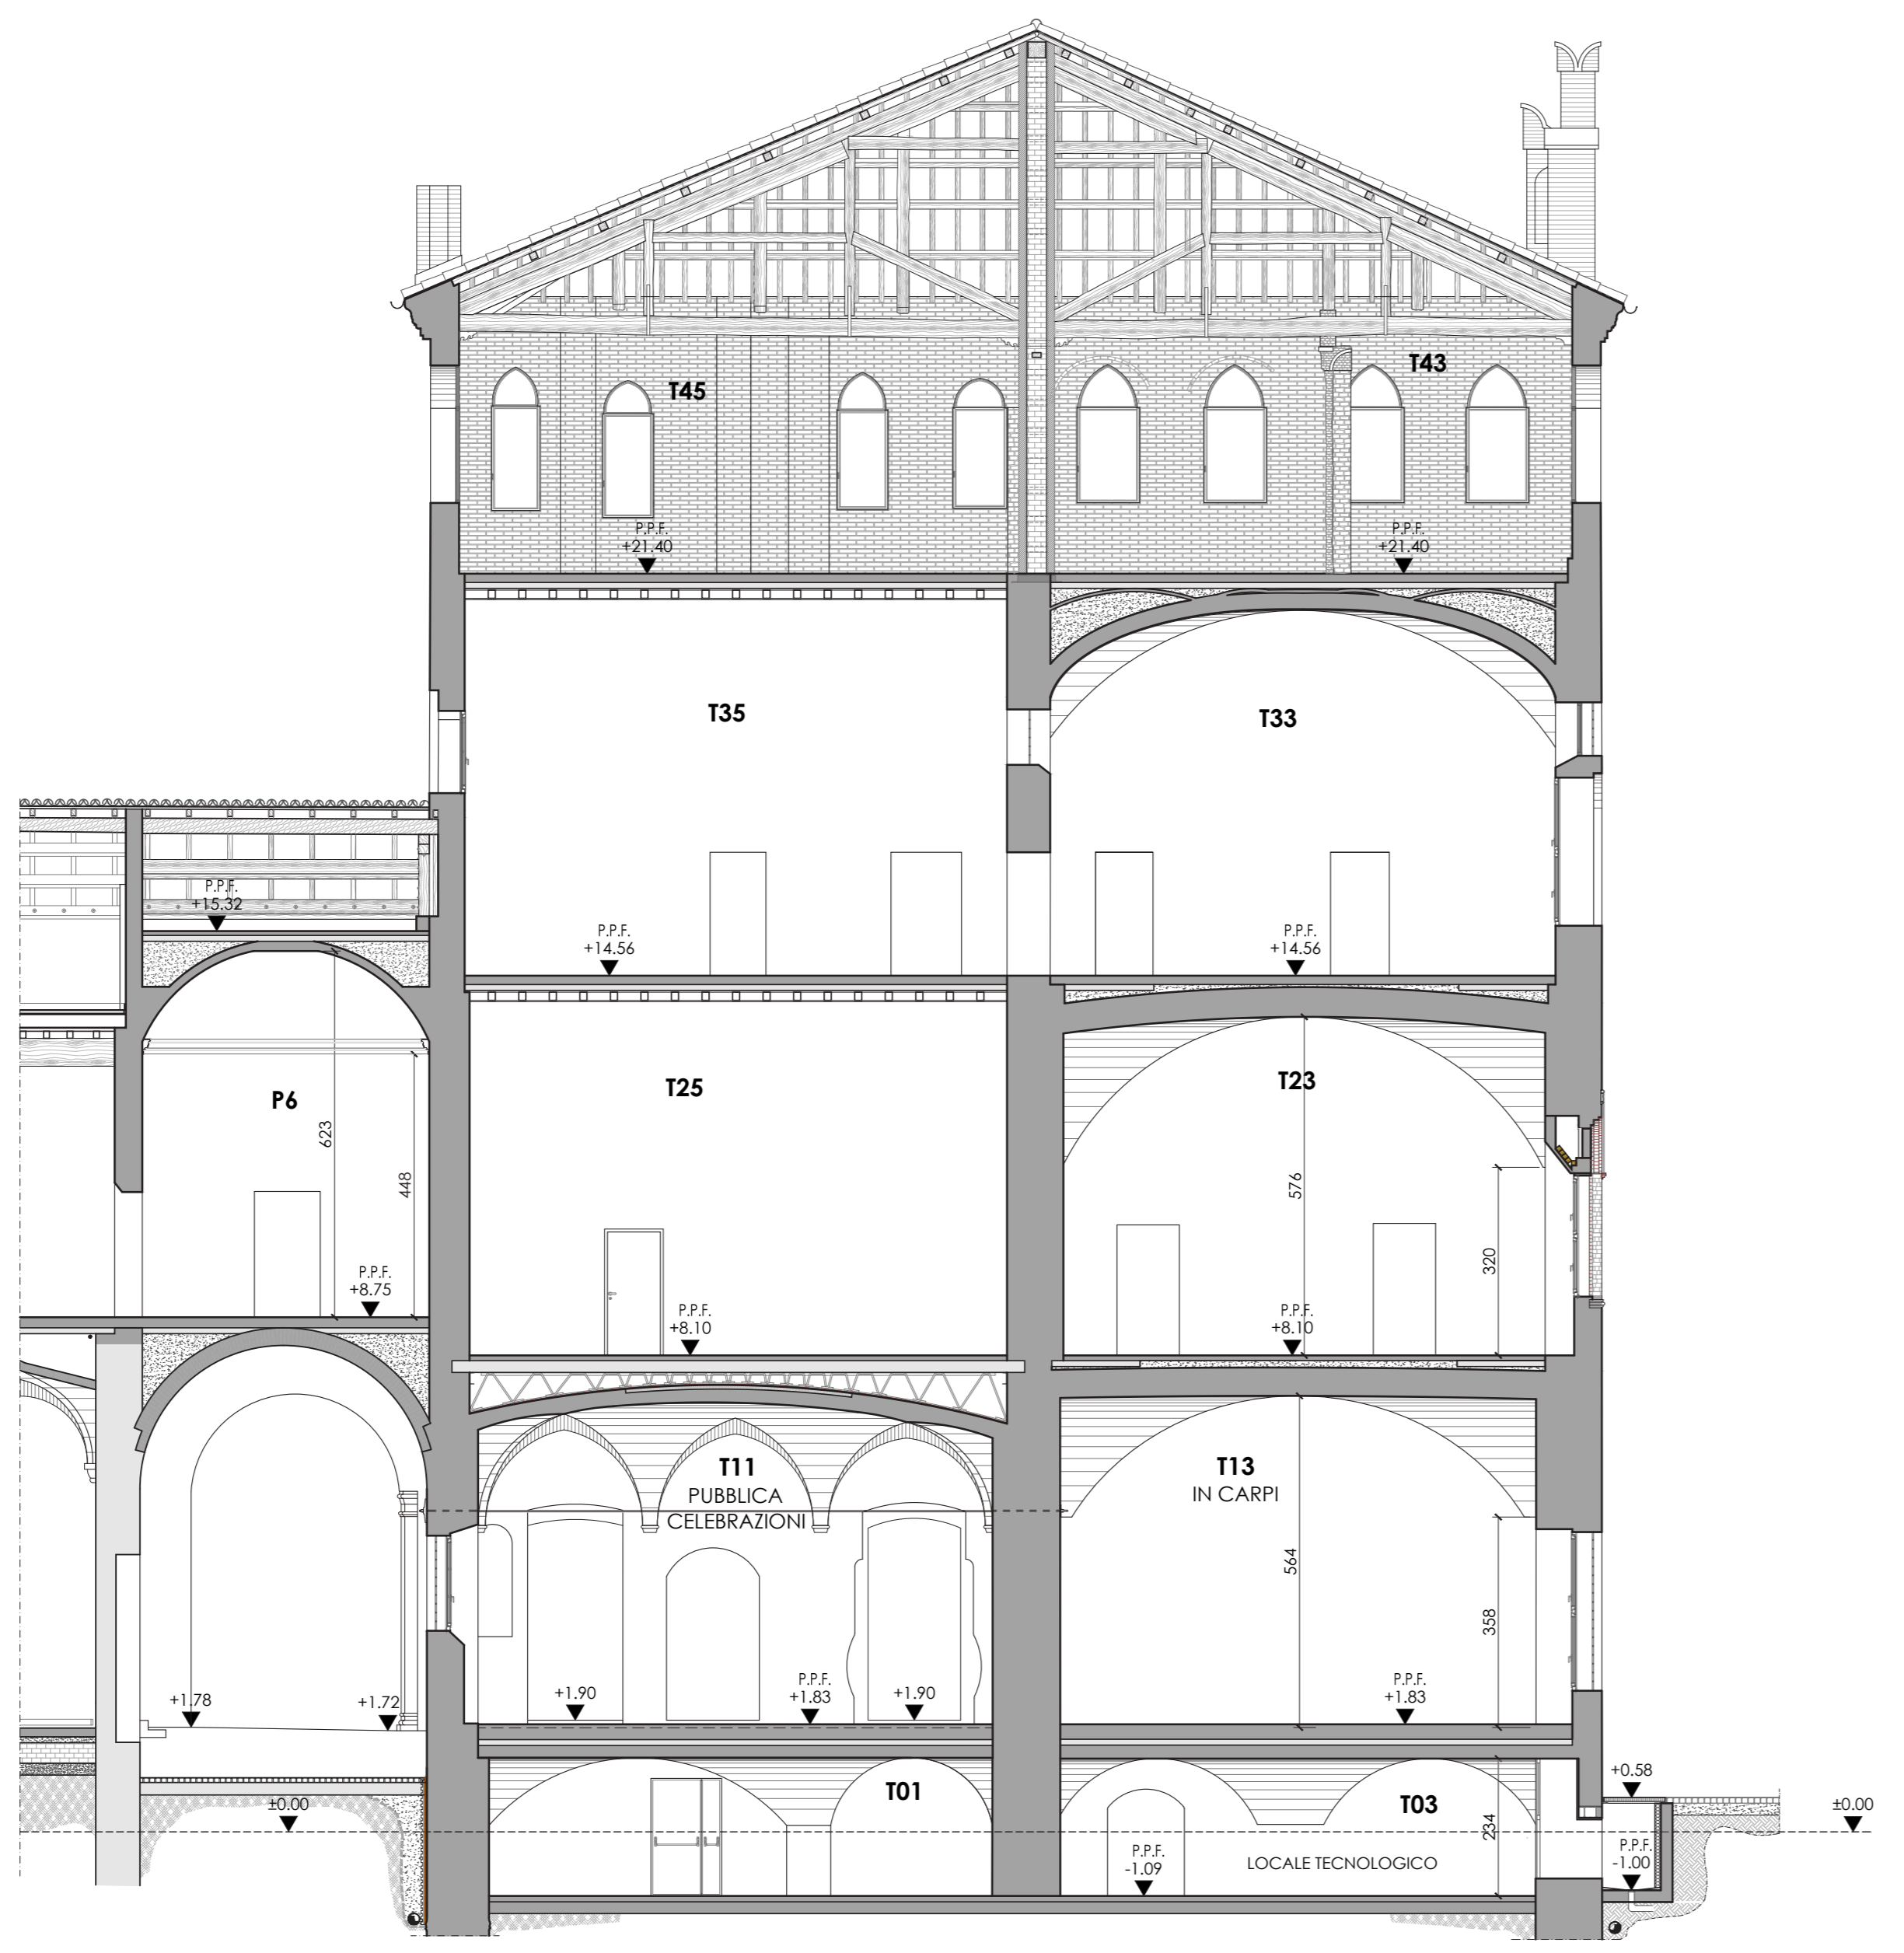 T45
T43
P.P.F.
+21.40
P.P.F.
+21.40
T35
T33
P.P.F.
+15.32
P.P.F.
+14.56
P.P.F.
+14.56
P6
623
448
P.P.F.
+8.75
T25
T23
576
320
P.P.F.
+8.10
P.P.F.
+8.10
T11
PUBBLICA
CELEBRAZIONI
T13
IN CARPI
564
358
+1.78
+1.72
+1.90
P.P.F.
+1.83
+1.90
P.P.F.
+1.83
T01
T03
234
+0.58
±0.00
±0.00
P.P.F.
-1.09
LOCALE TECNOLOGICO
P.P.F.
-1.00